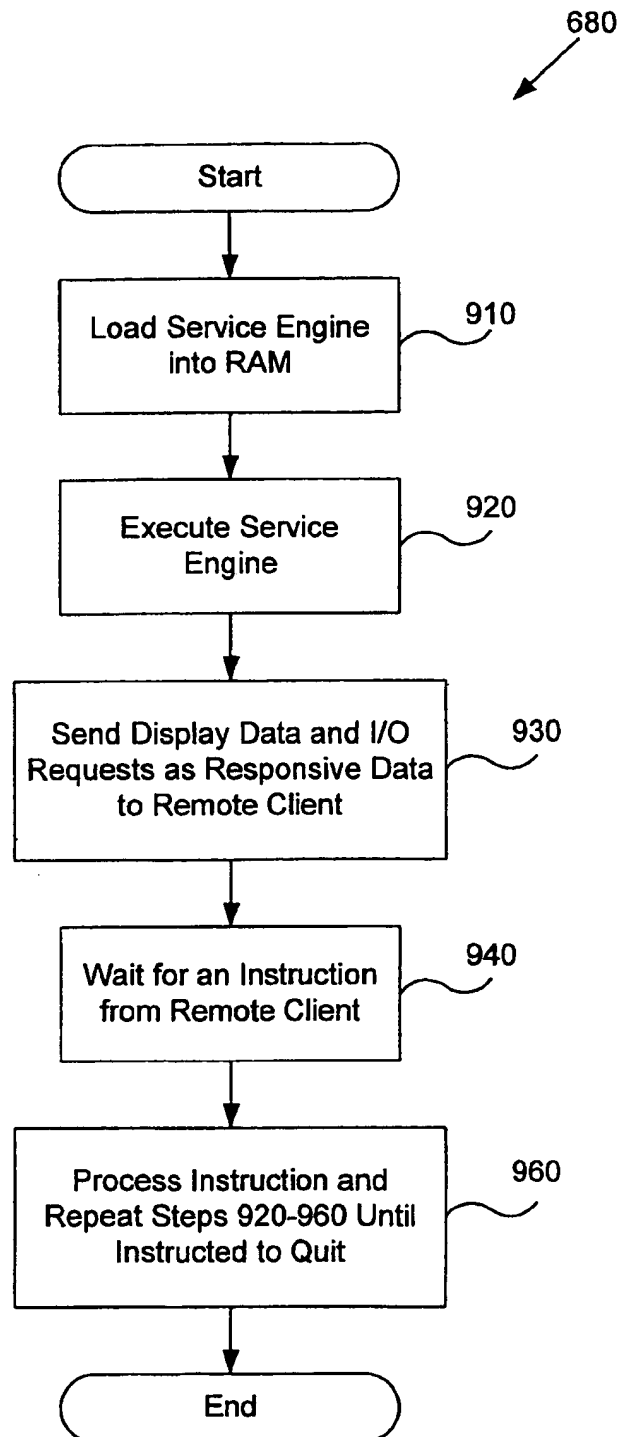 680
Start
Load Service Engine
into RAM
910
Execute Service
Engine
920
Send Display Data and I/O
Requests as Responsive Data
to Remote Client
930
Wait for an Instruction
from Remote Client
940
Process Instruction and
Repeat Steps 920-960 Until
Instructed to Quit
960
End